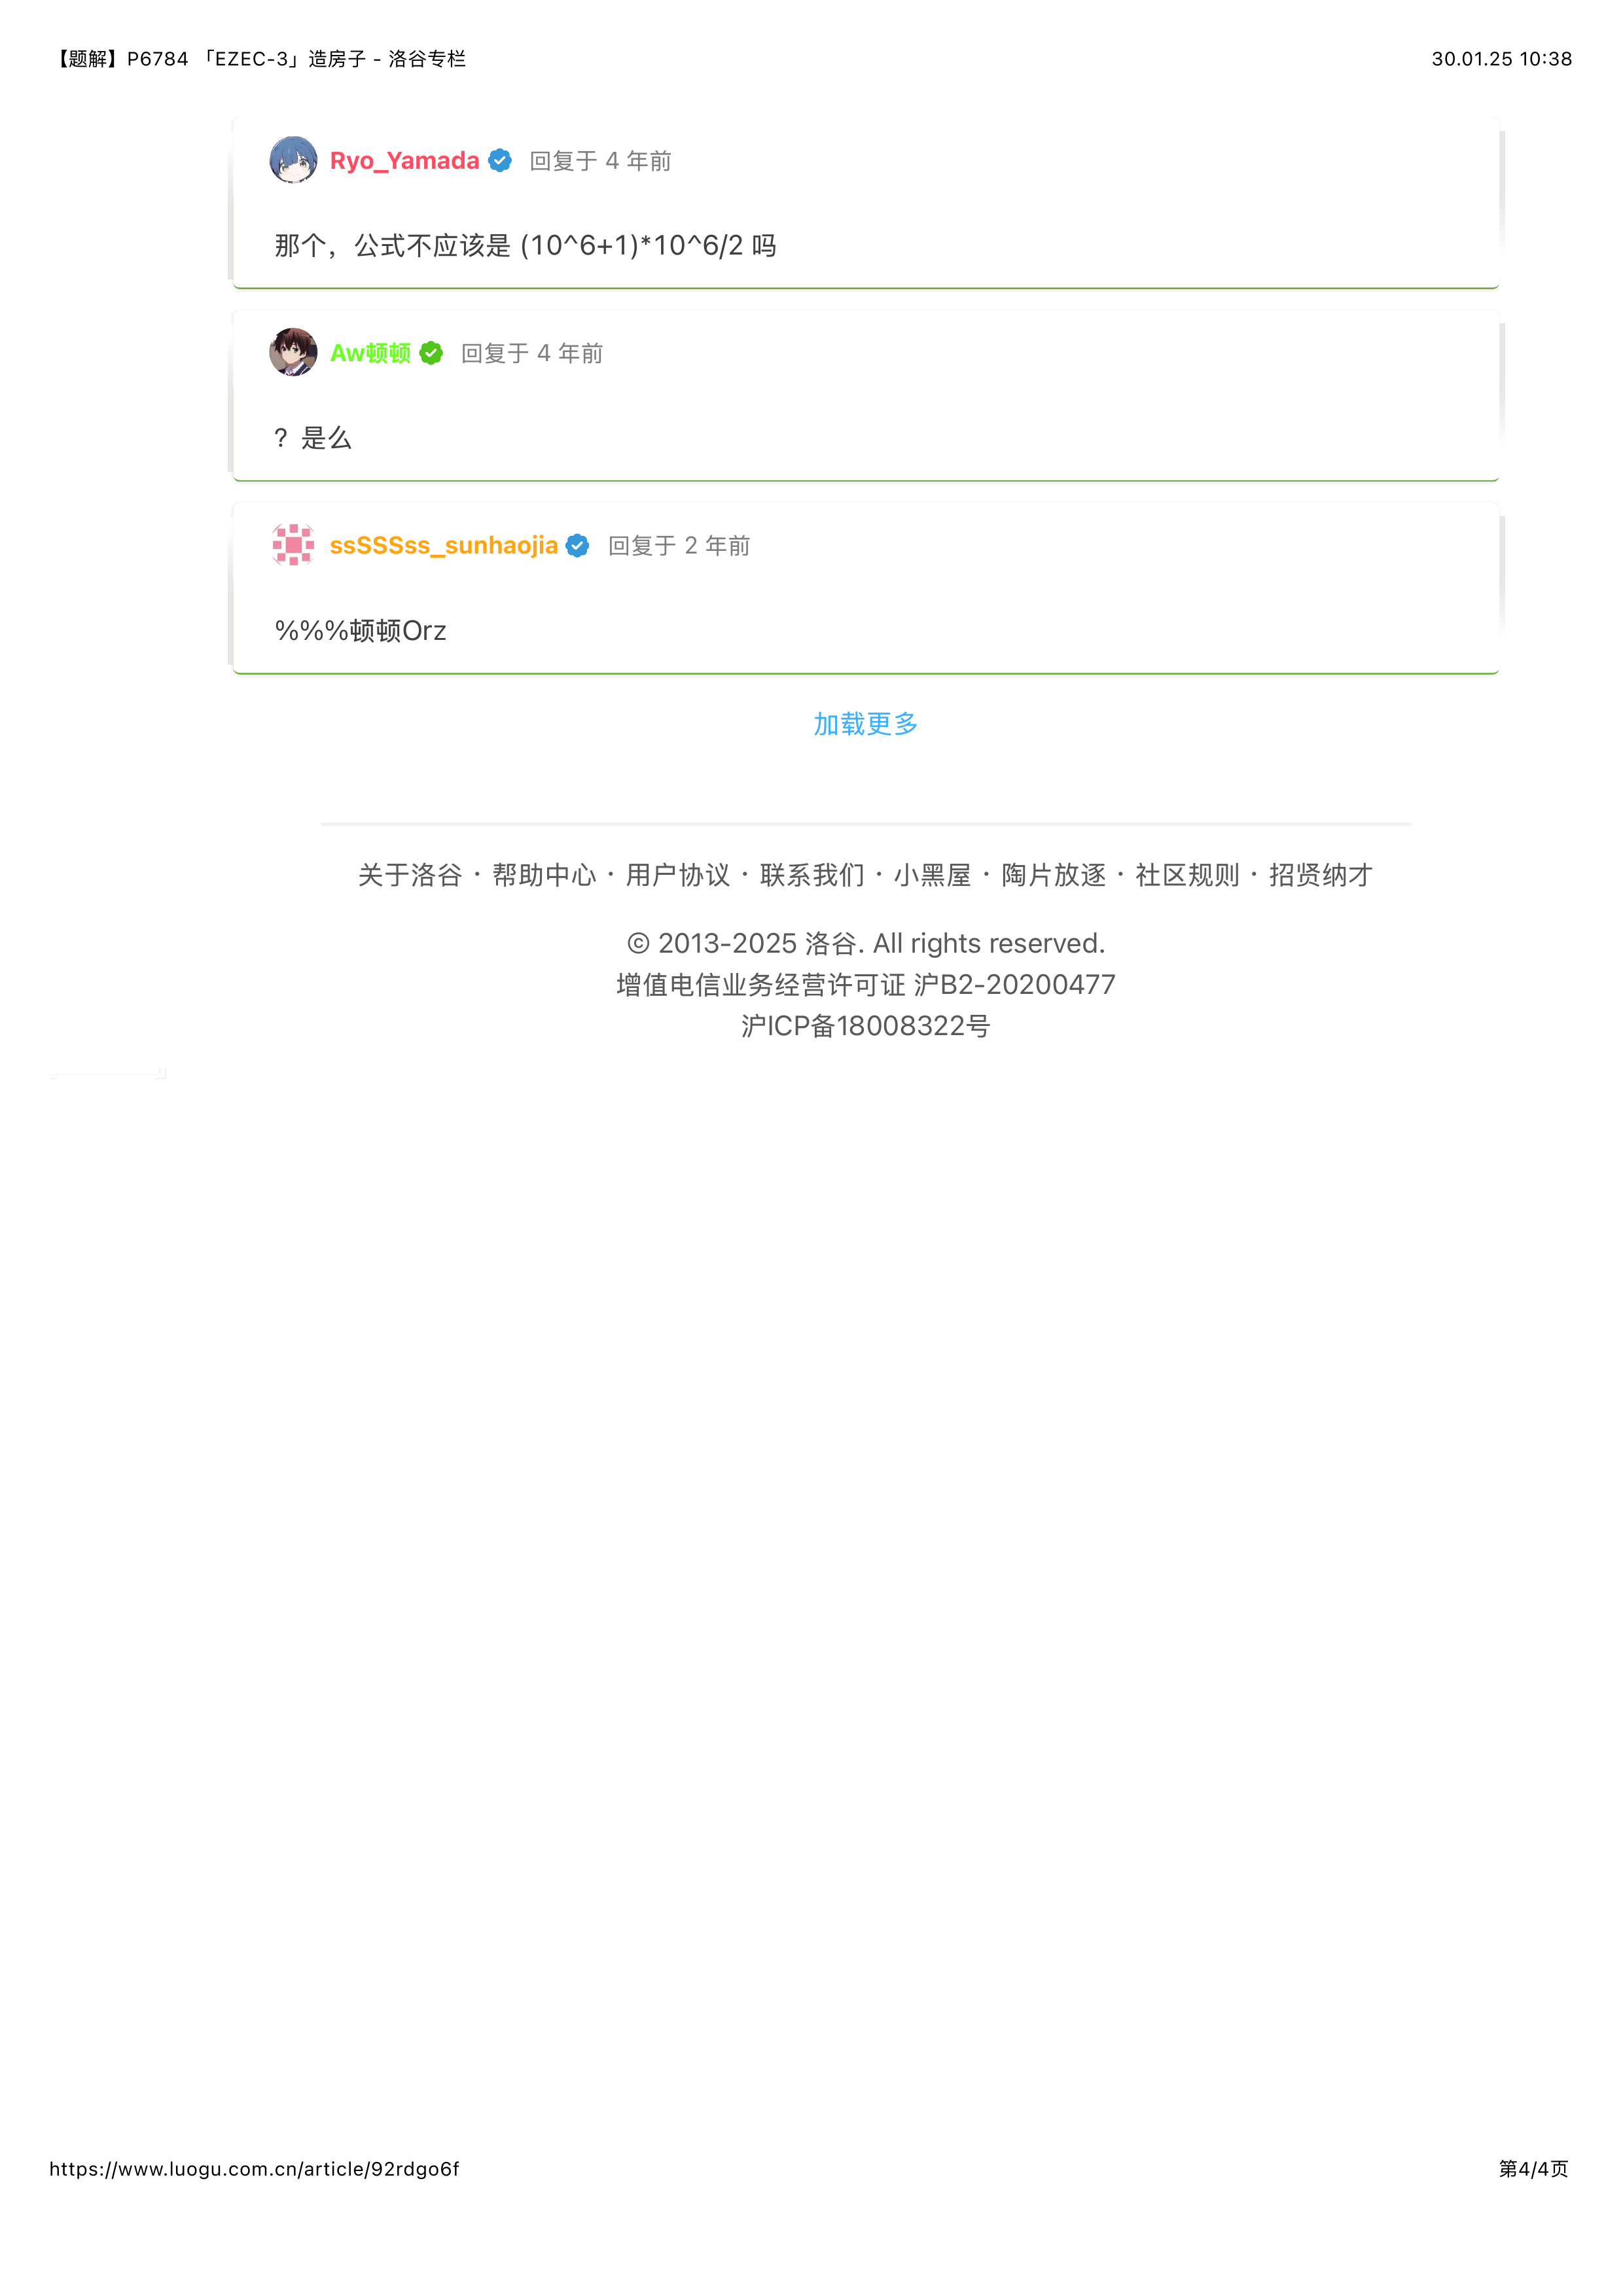 【题解】P6784 「EZEC-3」造房子 - 洛谷专栏
30.01.25 10:38
Ryo_Yamada 回复于 4 年前
那个，公式不应该是 (10^6+1)*10^6/2 吗
Aw顿顿 回复于 4 年前
？是么
ssSSSss_sunhaojia 回复于 2 年前
%%%顿顿Orz
加载更多
关于洛谷 · 帮助中心 · 用户协议 · 联系我们 · 小黑屋 · 陶片放逐 · 社区规则 · 招贤纳才
© 2013-2025 洛谷. All rights reserved.
增值电信业务经营许可证 沪B2-20200477
沪ICP备18008322号
https://www.luogu.com.cn/article/92rdgo6f
第4/4页